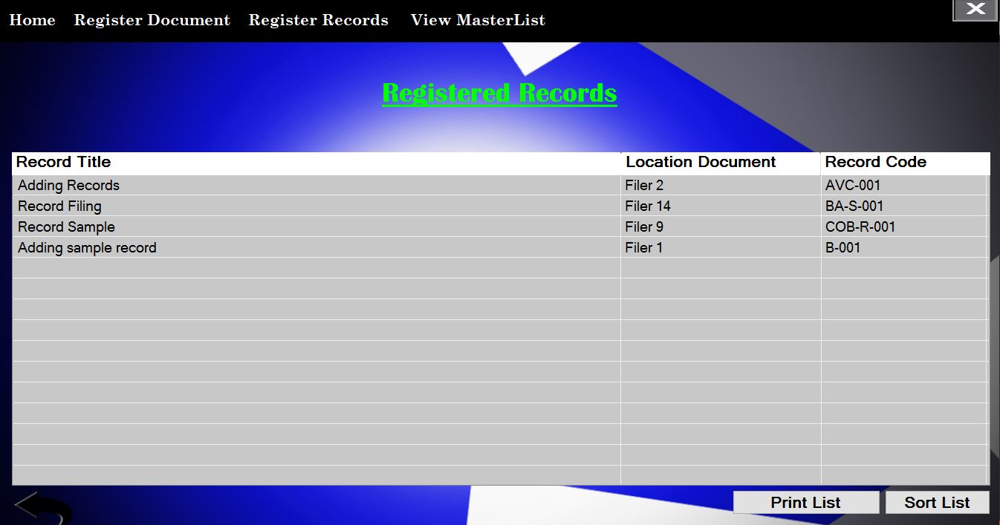 Home Register Document Register Records View MasterList
Registered Records
Record Title Location Document Record Code
Adding Records Filer 2 AVC-001
Record Filing Filer 14 BA-S-001
Record Sample Filer 9 COB-R-001
Adding sample record Filer 1 B-001
Print List Sort List